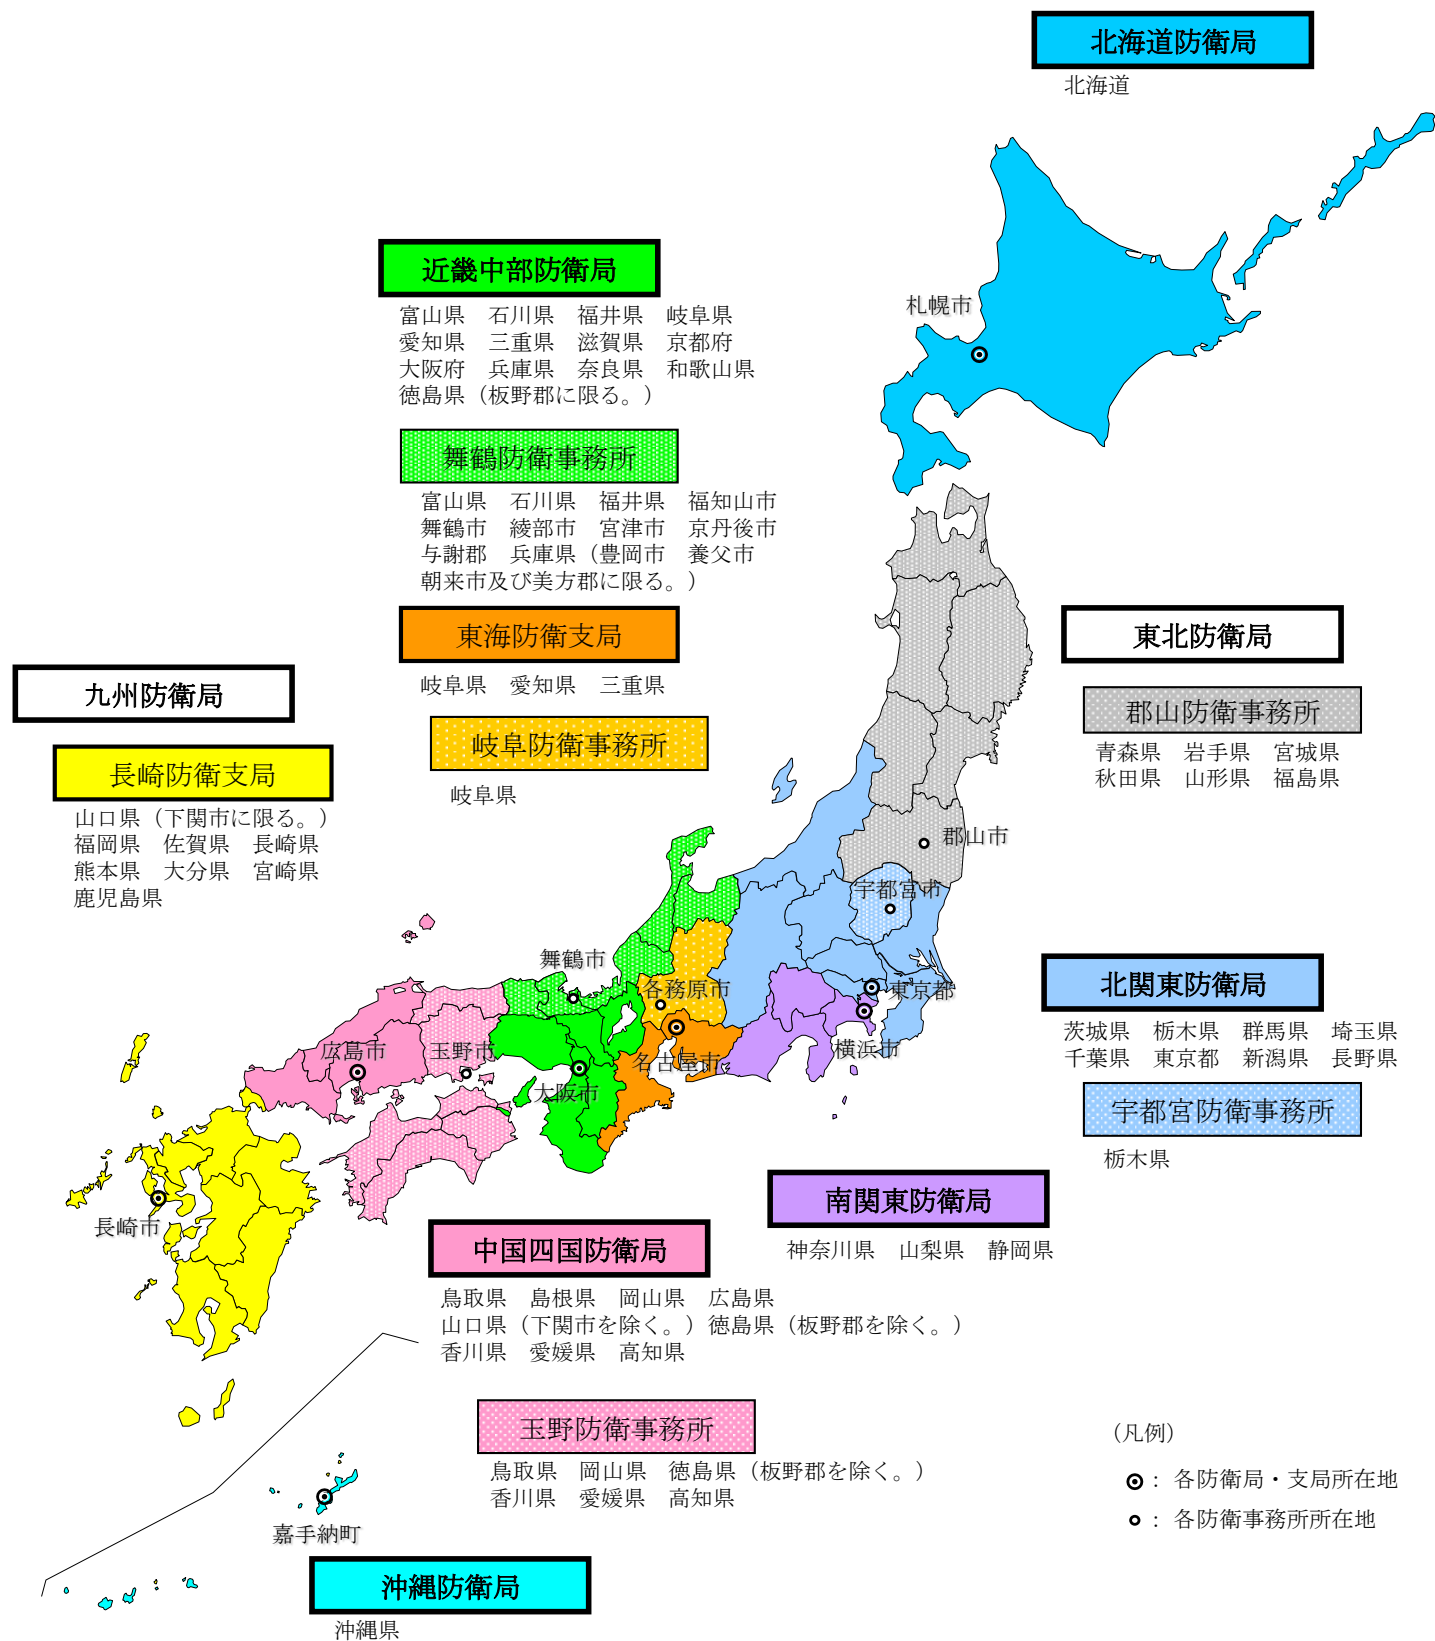 北海道防衛局
北海道
近畿中部防衛局
富山県　石川県　福井県　岐阜県
愛知県　三重県　滋賀県　京都府
大阪府　兵庫県　奈良県　和歌山県
徳島県（板野郡に限る。）
舞鶴防衛事務所
富山県　石川県　福井県　福知山市
舞鶴市　綾部市　宮津市　京丹後市
与謝郡　兵庫県（豊岡市　養父市
朝来市及び美方郡に限る。）
東海防衛支局
岐阜県　愛知県　三重県
岐阜防衛事務所
岐阜県
九州防衛局
長崎防衛支局
山口県（下関市に限る。）
福岡県　佐賀県　長崎県
熊本県　大分県　宮崎県
鹿児島県
東北防衛局
郡山防衛事務所
青森県　岩手県　宮城県
秋田県　山形県　福島県
札幌市
郡山市
宇都宮市
舞鶴市
各務原市
東京都
横浜市
名古屋市
大阪市
玉野市
広島市
長崎市
北関東防衛局
茨城県　栃木県　群馬県　埼玉県
千葉県　東京都　新潟県　長野県
宇都宮防衛事務所
栃木県
南関東防衛局
神奈川県　山梨県　静岡県
中国四国防衛局
鳥取県　島根県　岡山県　広島県
山口県（下関市を除く。）徳島県（板野郡を除く。）
香川県　愛媛県　高知県
玉野防衛事務所
鳥取県　岡山県　徳島県（板野郡を除く。）
香川県　愛媛県　高知県
嘉手納町
沖縄防衛局
沖縄県
（凡例）
：各防衛局・支局所在地
：各防衛事務所所在地